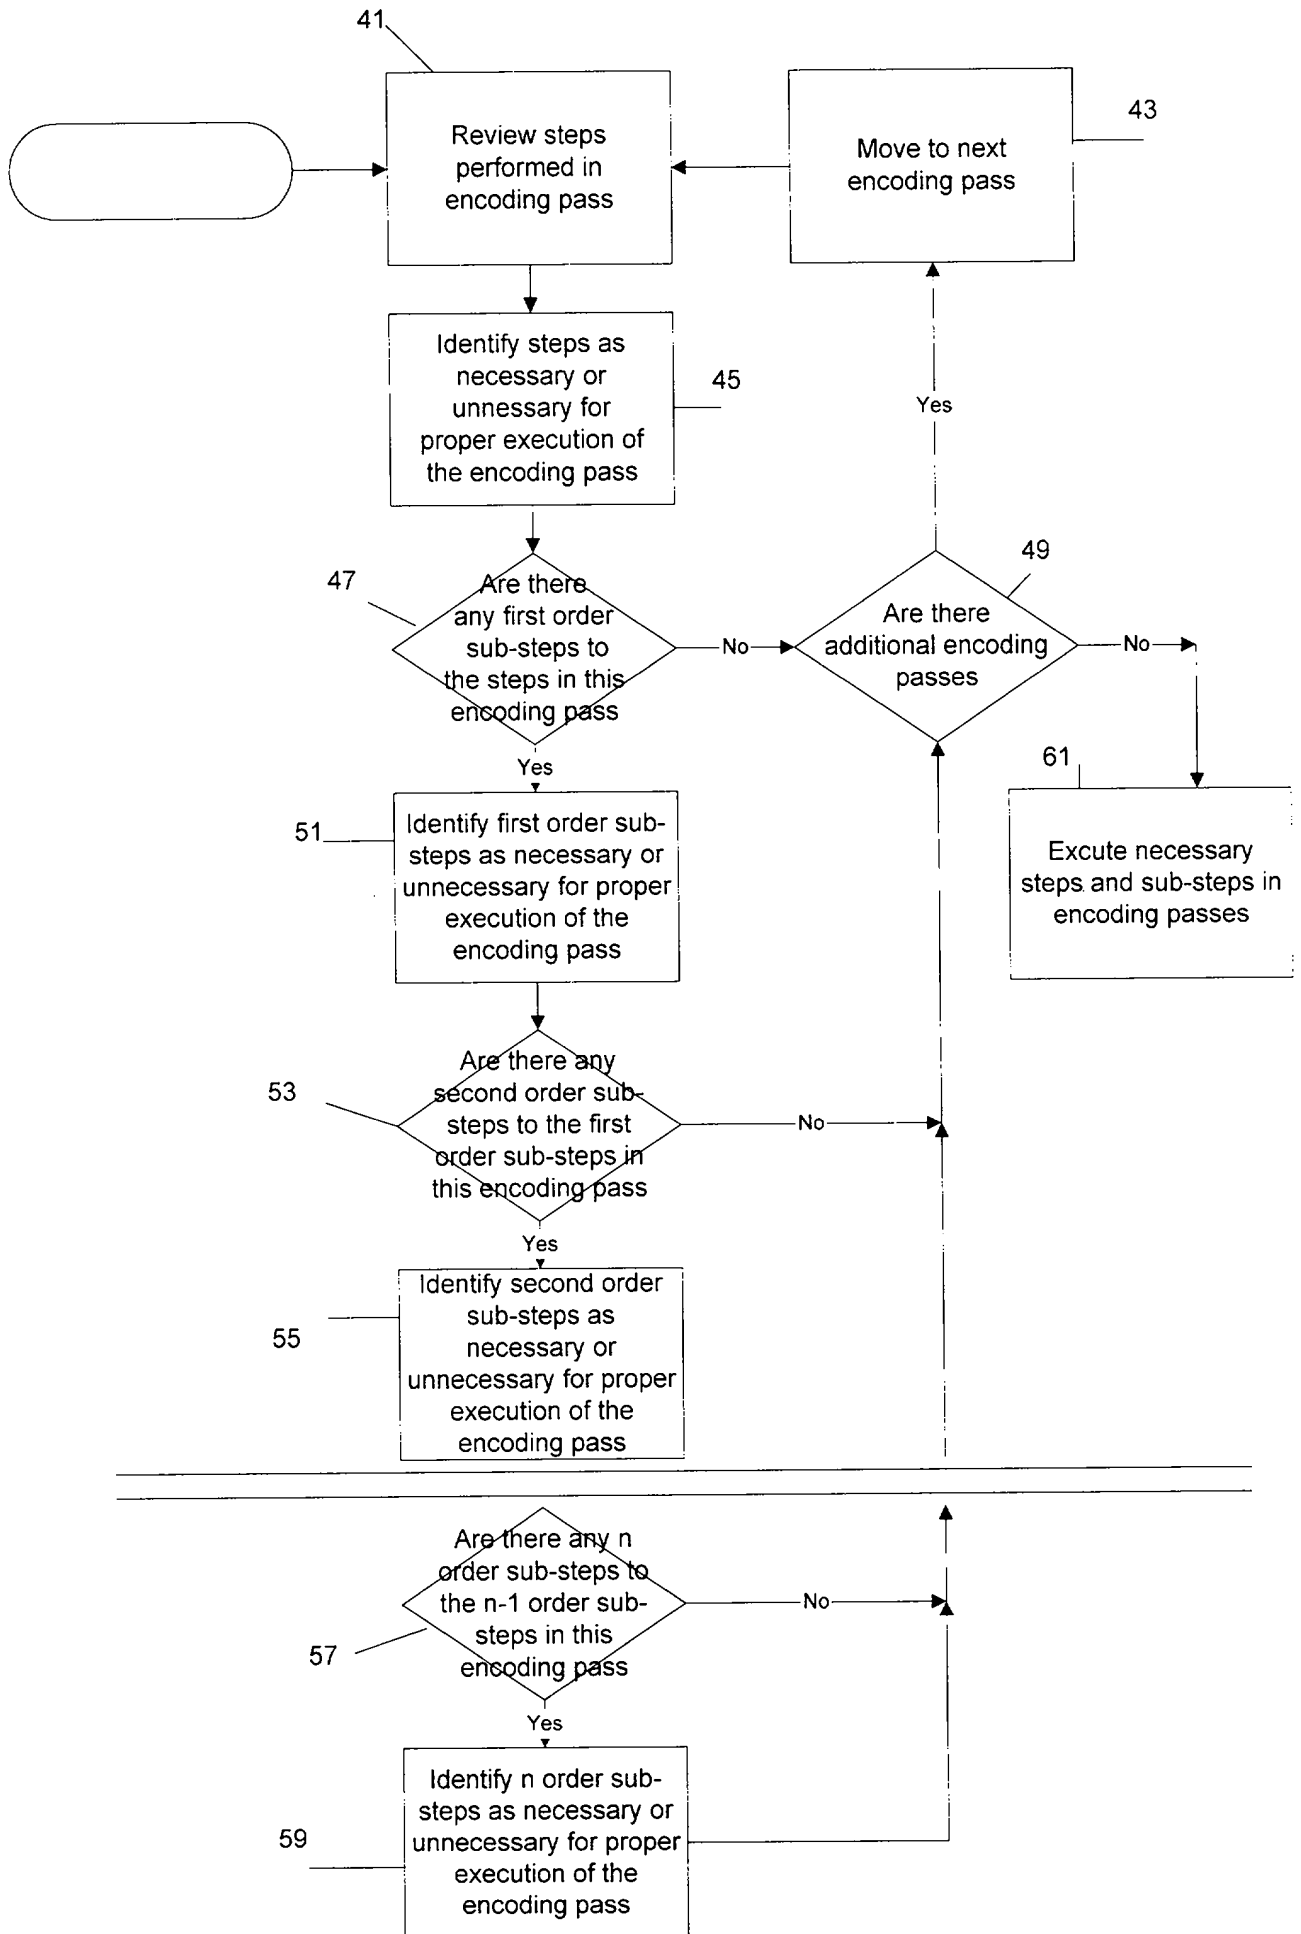 41
Review steps
performed in
encoding pass
Move to next
encoding pass
43
Identify steps as
necessary or
unnessary for
proper execution of
the encoding pass
45
Yes
47
Are there
any first order
sub-steps to
the steps in this
encoding pass
No
49
Are there
additional encoding
passes
No
Yes
61
51
Identify first order sub-
steps as necessary or
unnecessary for proper
execution of the
encoding pass
Excute necessary
steps and sub-steps in
encoding passes
53
Are there any
second order sub-
steps to the first
order sub-steps in
this encoding pass
No
Yes
55
Identify second order
sub-steps as
necessary or
unnecessary for proper
execution of the
encoding pass
Are there any n
order sub-steps to
the n-1 order sub-
steps in this
encoding pass
No
57
Yes
59
Identify n order sub-
steps as necessary or
unnecessary for proper
execution of the
encoding pass